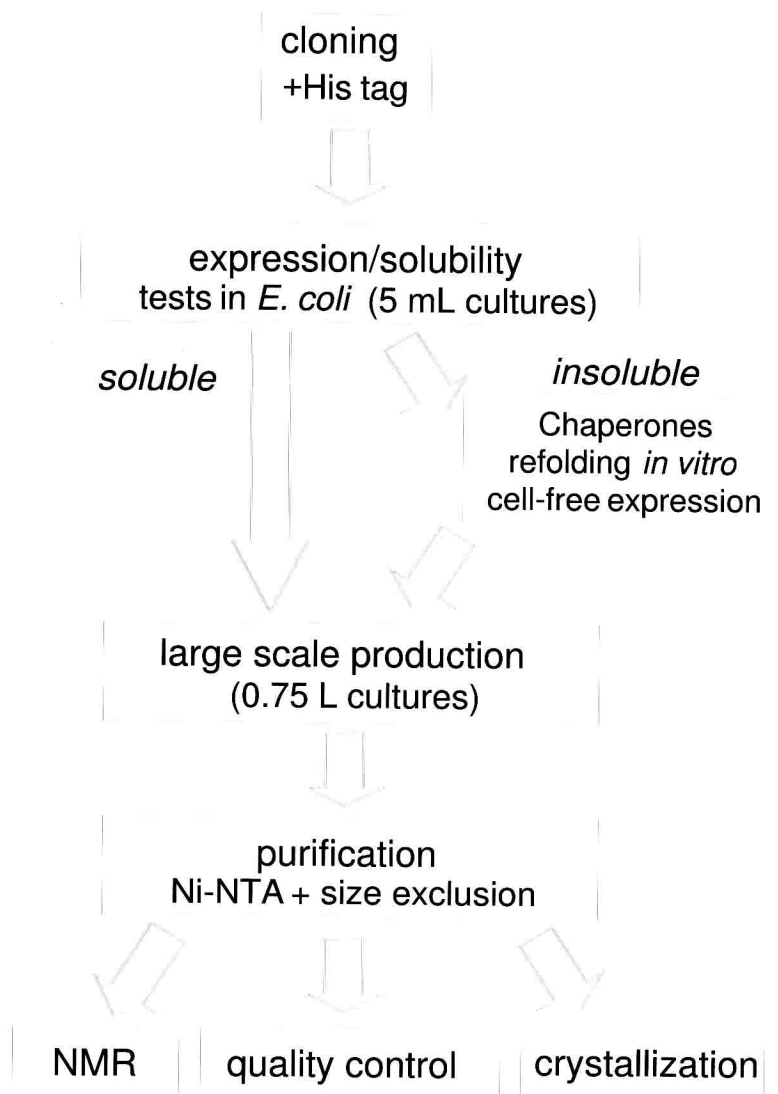 cloning
+His tag
expression/solubility
tests in E. coli (5 mL cultures)
soluble
insoluble
Chaperones
refolding in vitro
cell-free expression
large scale production
(0.75 L cultures)
purification
Ni-NTA + size exclusion
NMR
quality control
crystallization